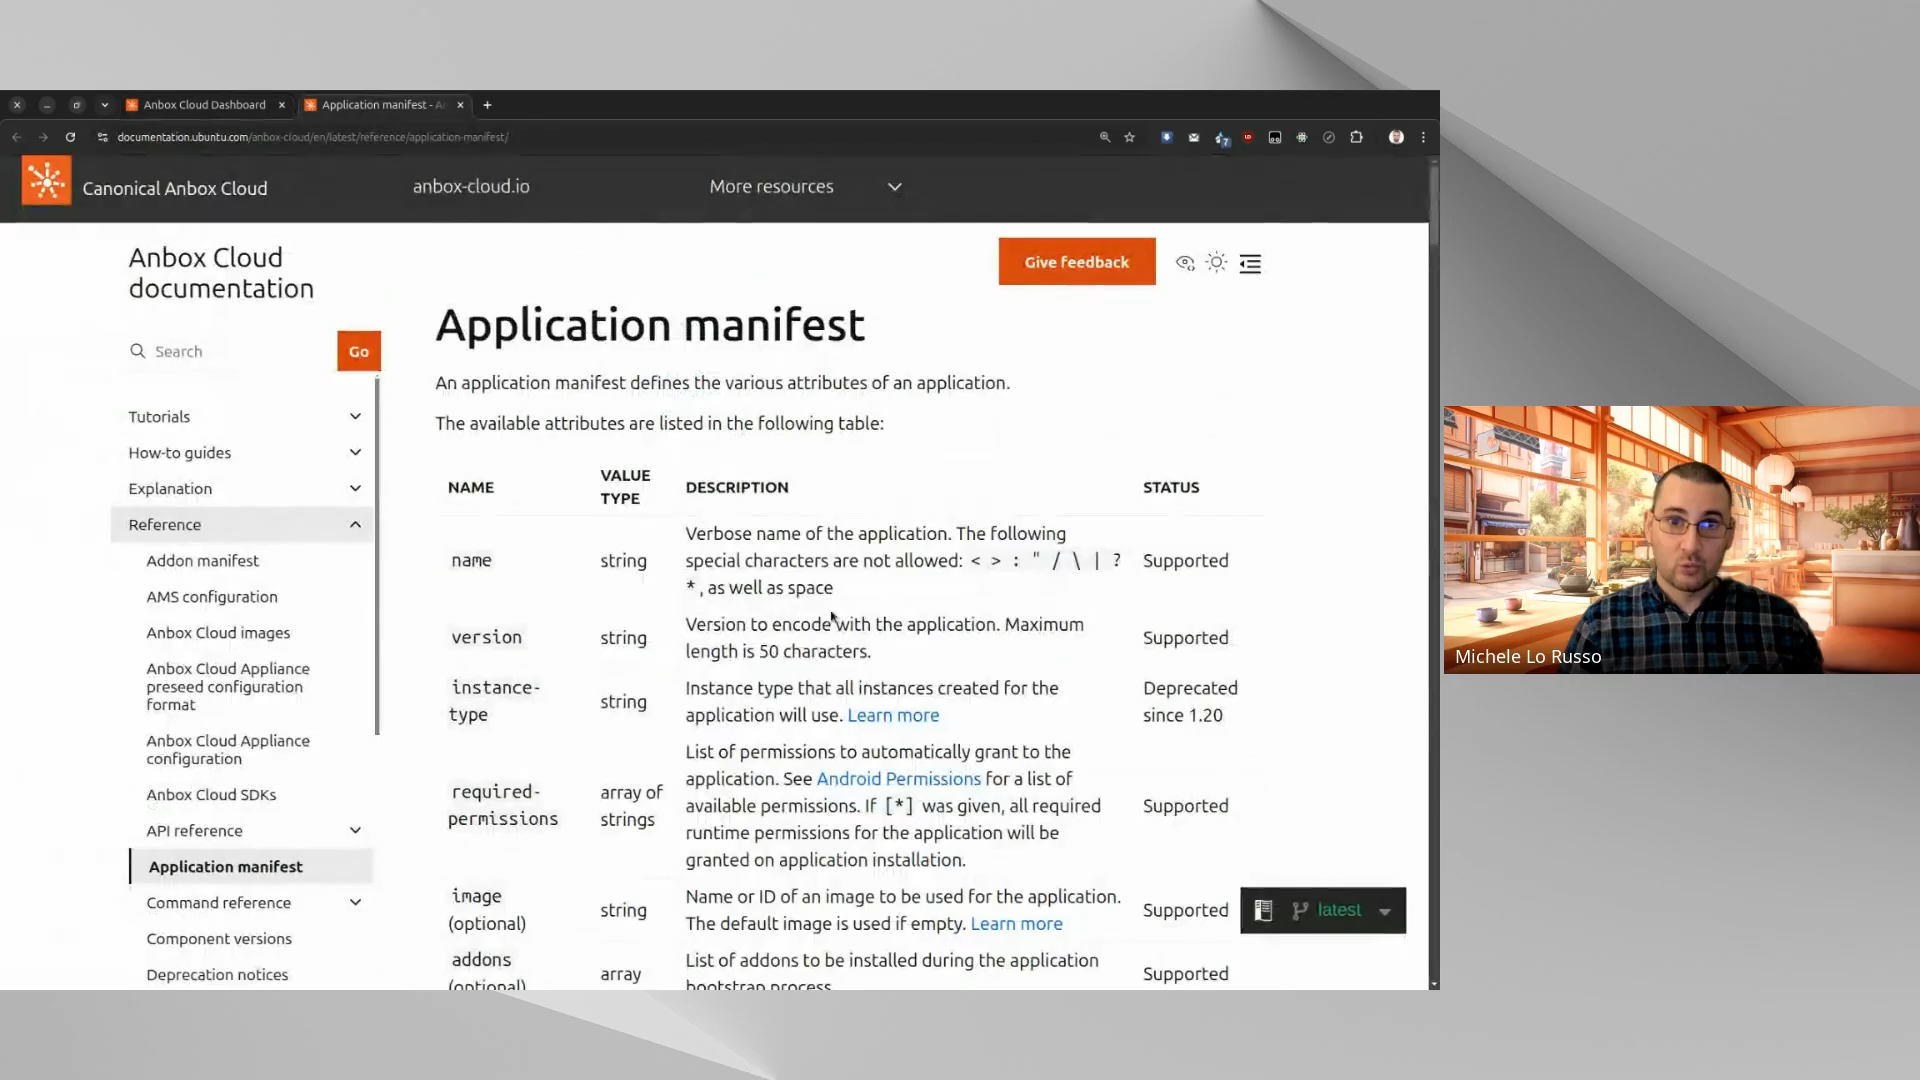 Anbox Cloud Dashboard
Application manifest - A
documentation.ubuntu.com/anbox-cloud/en/latest/reference/application-manifest/
Canonical Anbox Cloud
anbox-cloud.io
More resources
Anbox Cloud
documentation
Give feedback
Search
Go
Tutorials
How-to guides
Explanation
Reference
Addon manifest
AMS configuration
Anbox Cloud images
Anbox Cloud Appliance
preseed configuration
format
Anbox Cloud Appliance
configuration
Anbox Cloud SDKs
API reference
Application manifest
Command reference
Component versions
Deprecation notices
Application manifest
An application manifest defines the various attributes of an application.
The available attributes are listed in the following table:
NAME
VALUE
TYPE
DESCRIPTION
STATUS
name
string
Verbose name of the application. The following
special characters are not allowed: < > : " / \ | ?
*, as well as space
Supported
version
string
Version to encode with the application. Maximum
length is 50 characters.
Supported
instance-
type
string
Instance type that all instances created for the
application will use. Learn more
Deprecated
since 1.20
required-
permissions
array of
strings
List of permissions to automatically grant to the
application. See Android Permissions for a list of
available permissions. If [*] was given, all required
runtime permissions for the application will be
granted on application installation.
Supported
image
(optional)
string
Name or ID of an image to be used for the application.
The default image is used if empty. Learn more
Supported
latest
addons
(optional)
array
List of addons to be installed during the application
bootstrap process
Supported
Michele Lo Russo